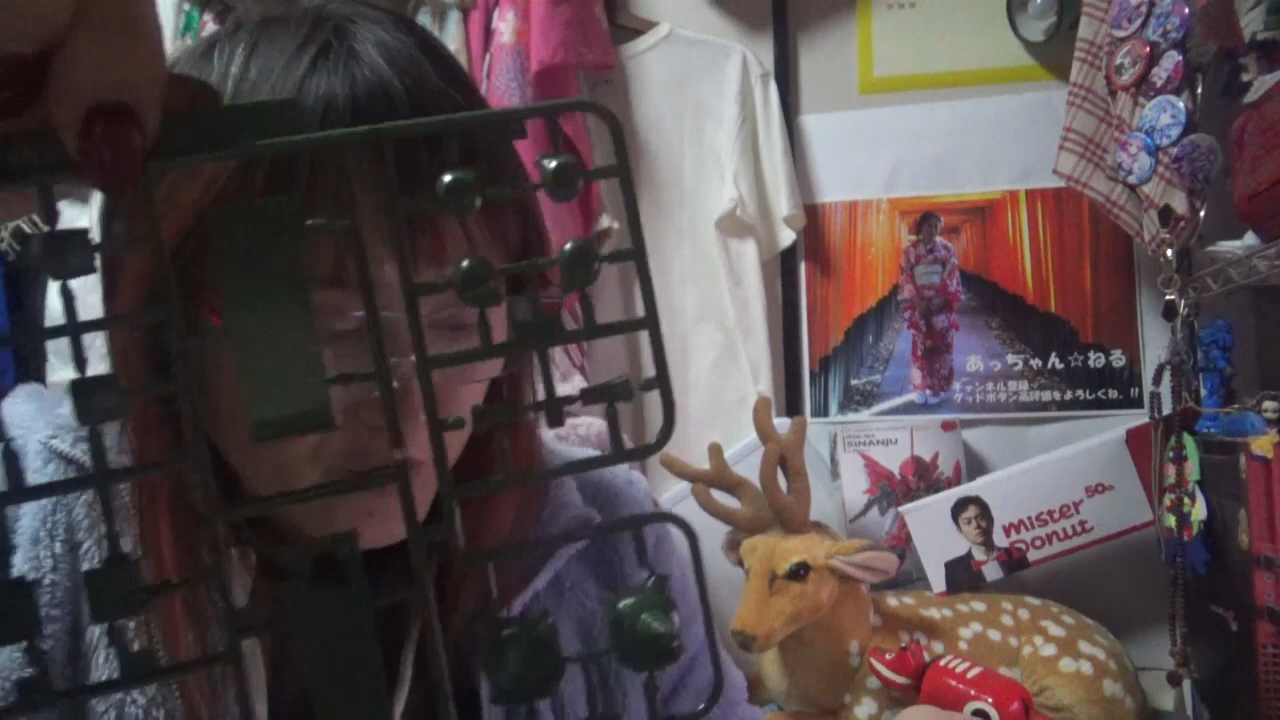 あっちゃん☆ねる
チャンネル登録
グッドボタン高評価をよろしくね、!!
SINANJU
Mister
Donut
50th